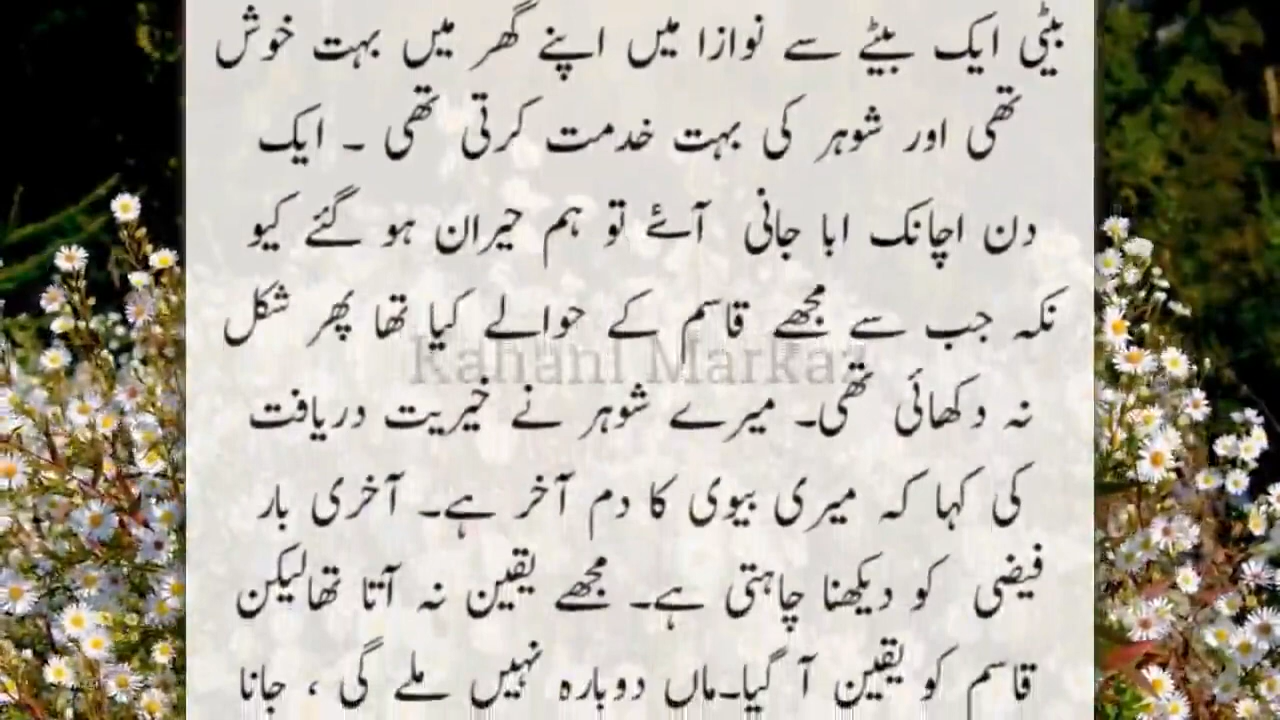 بیٹی ایک بیٹے سے نوازا میں اپنے گھر میں بہت خوش
تھی اور شوہر کی بہت خدمت کرتی تھی ۔ ایک
دن اچانک ابا جانی آئے تو ہم حیران ہو گئے کیو
نکہ جب سے مجھے قاسم کے حوالے کیا تھا پھر شکل
Kahani Markaz
نہ دکھائی تھی۔ میرے شوہر نے خیریت دریافت
کی کہا کہ میری بیوی کا دم آخر ہے۔ آخری بار
فیضی کو دیکھنا چاہتی ہے۔ مجھے یقین نہ آتا تھالیکن
قاسم کو یقین آ گیا۔ماں دوبارہ نہیں ملے گی ، جانا